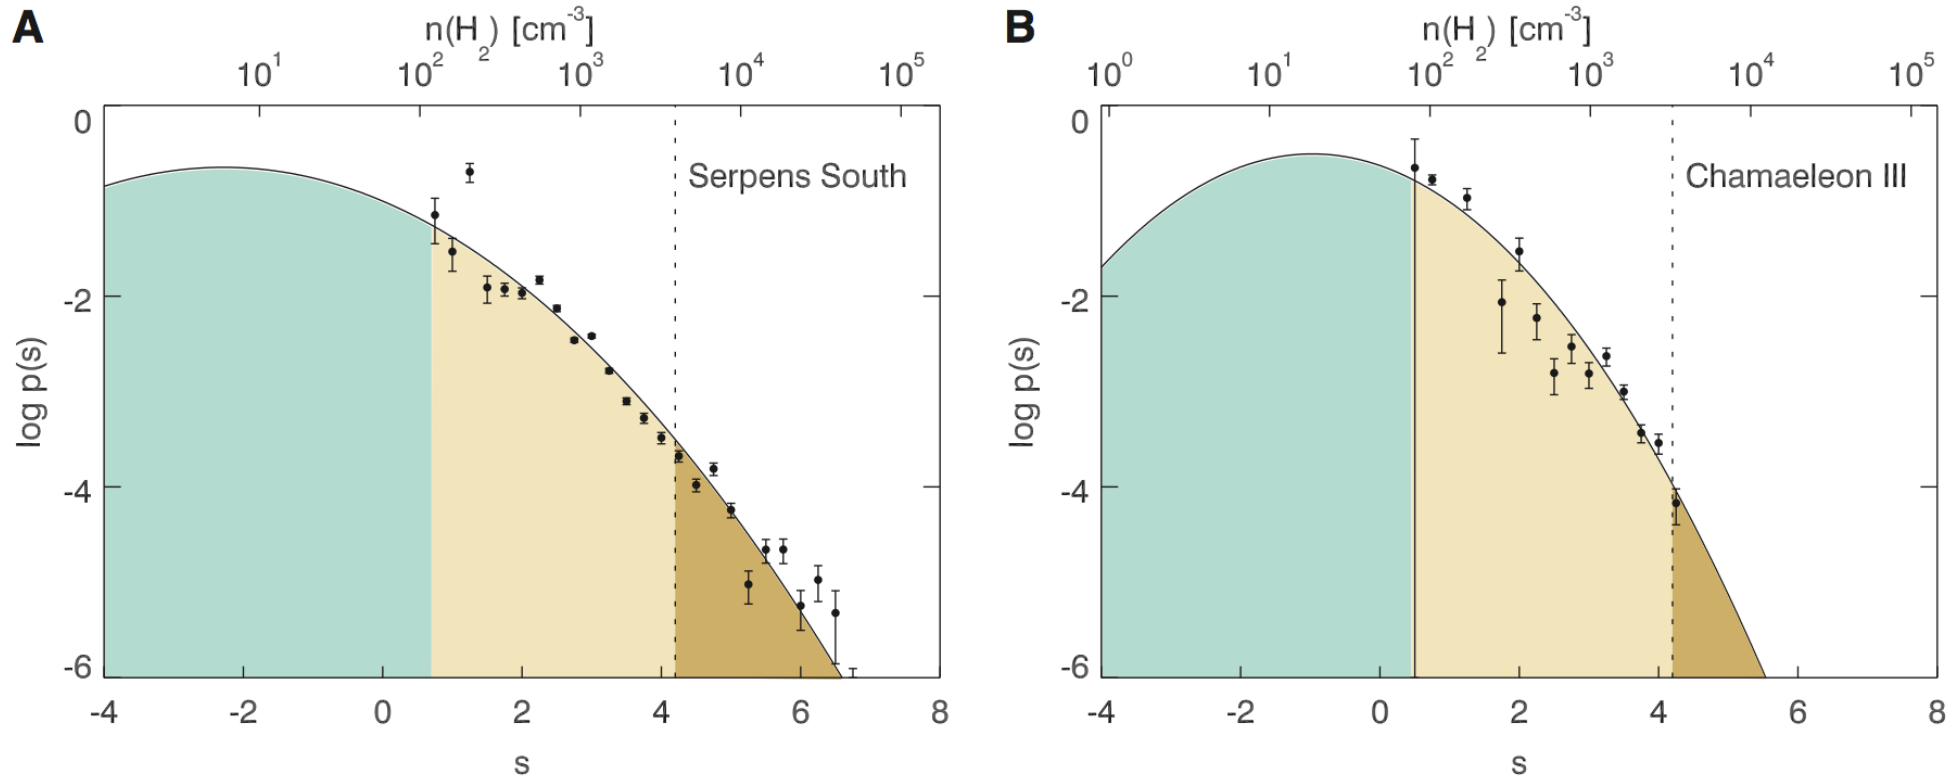 A
n(H2) [cm-3]
10^1 10^2 10^3 10^4 10^5
Serpens South
0
-2
-4
-6
log p(s)
-4 -2 0 2 4 6 8
s
B
n(H2) [cm-3]
10^0 10^1 10^2 10^3 10^4 10^5
Chamaeleon III
0
-2
-4
-6
log p(s)
-4 -2 0 2 4 6 8
s